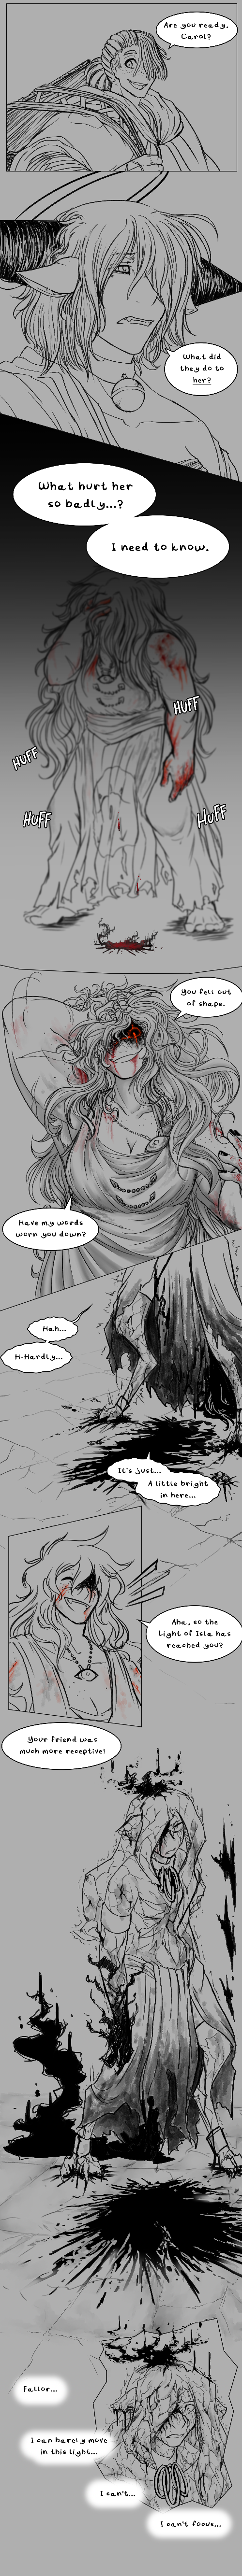 Are you ready,
Carol?
What did
they do to
her?
What hurt her
so badly...?
I need to know.
HUFF
HUFF
HUFF
HUFF
You fell out
of shape.
Have my words
worn you down?
Hah...
H-Hardly...
It's just...
A little bright
in here...
Aha, so the
Light of Isla has
reached you?
Your friend was
much more receptive!
Fallor...
I can barely move
in this light...
I can't...
I can't focus...